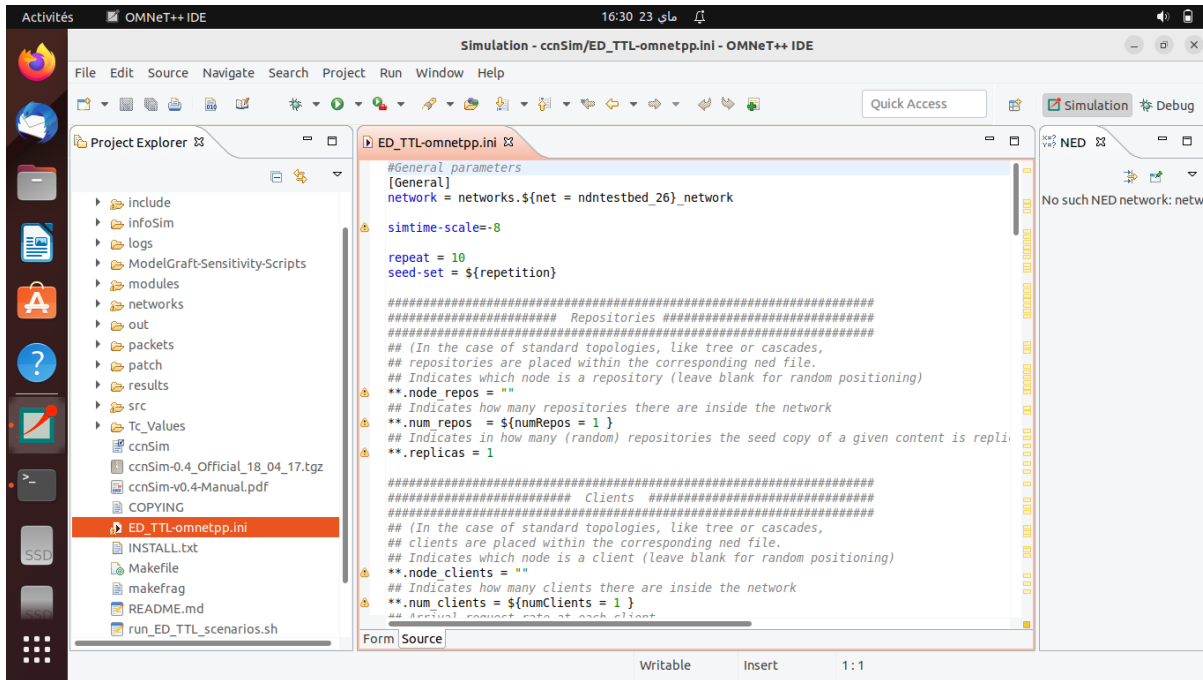 Activités OMNeT++ IDE 16:30 23 ماي
Simulation - ccnSim/ED_TTL-omnetpp.ini - OMNeT++ IDE
File Edit Source Navigate Search Project Run Window Help
Quick Access Simulation Debug
Project Explorer
include
infoSim
logs
ModelGraft-Sensitivity-Scripts
modules
networks
out
packets
patch
results
src
Tc_Values
ccnSim
ccnSim-0.4_Official_18_04_17.tgz
ccnSim-v0.4-Manual.pdf
COPYING
ED_TTL-omnetpp.ini
INSTALL.txt
Makefile
makefrag
README.md
run_ED_TTL_scenarios.sh
ED_TTL-omnetpp.ini
#General parameters
[General]
network = networks.${net = ndntestbed_26}_network
simtime-scale=-8
repeat = 10
seed-set = ${repetition}
#####################################################################
######################## Repositories ##############################
#####################################################################
## (In the case of standard topologies, like tree or cascades,
## repositories are placed within the corresponding ned file.
## Indicates which node is a repository (leave blank for random positioning)
**.node_repos = ""
## Indicates how many repositories there are inside the network
**.num_repos = ${numRepos = 1 }
## Indicates in how many (random) repositories the seed copy of a given content is repli
**.replicas = 1
#####################################################################
########################## Clients ################################
#####################################################################
## (In the case of standard topologies, like tree or cascades,
## clients are placed within the corresponding ned file.
## Indicates which node is a client (leave blank for random positioning)
**.node_clients = ""
## Indicates how many clients there are inside the network
**.num_clients = ${numClients = 1 }
## Arrival request rate at each client
Form Source
NED
No such NED network: netw
Writable Insert 1 : 1
SSD
SSD